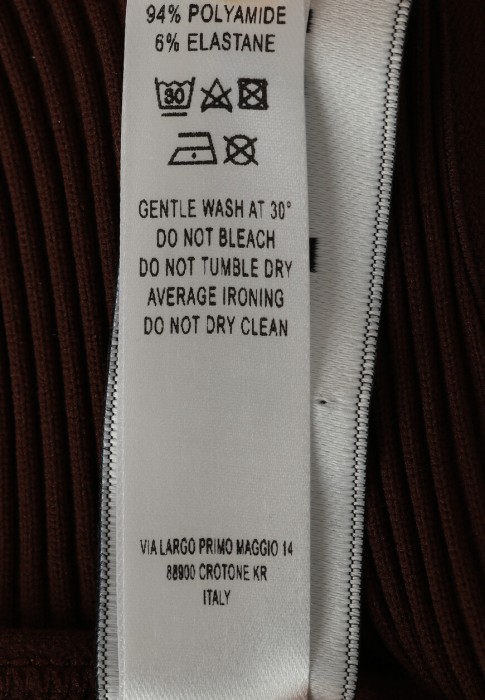 94% POLYAMIDE
6% ELASTANE
30
GENTLE WASH AT 30°
DO NOT BLEACH
DO NOT TUMBLE DRY
AVERAGE IRONING
DO NOT DRY CLEAN
VIA LARGO PRIMO MAGGIO 14
88900 CROTONE KR
ITALY